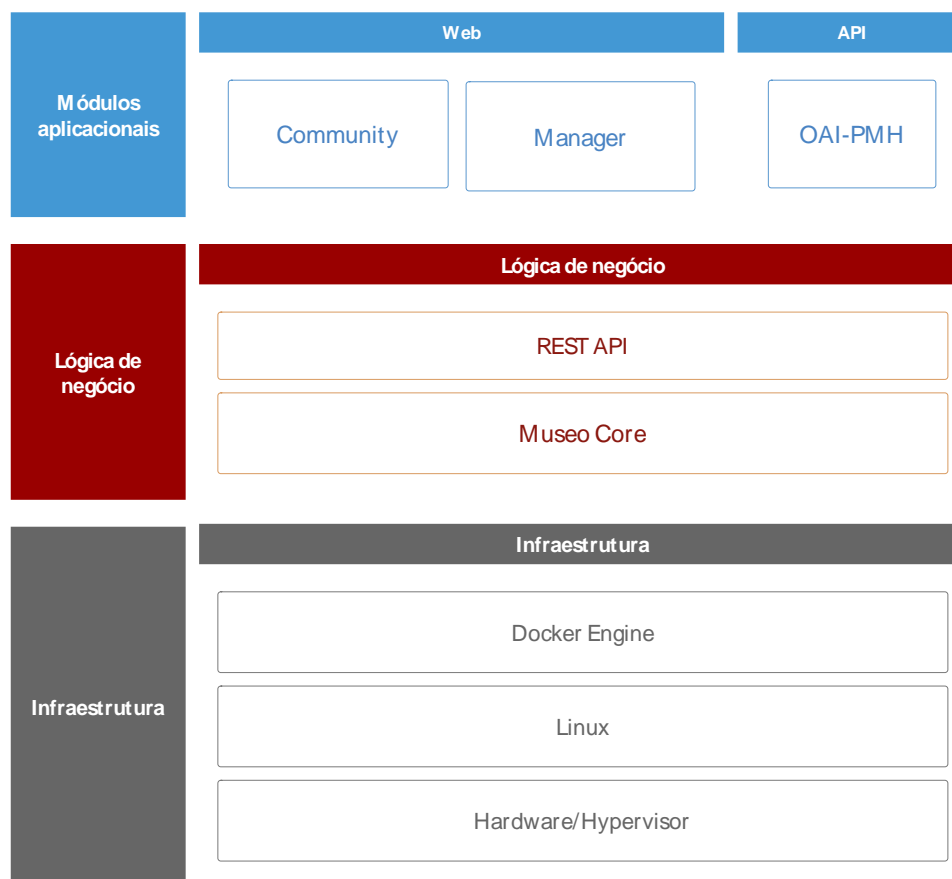 Web
API
Módulos
aplicacionais
Community
Manager
OAI-PMH
Lógica de negócio
Lógica de
negócio
REST API
Museo Core
Infraestrutura
Infraestrutura
Docker Engine
Linux
Hardware/Hypervisor